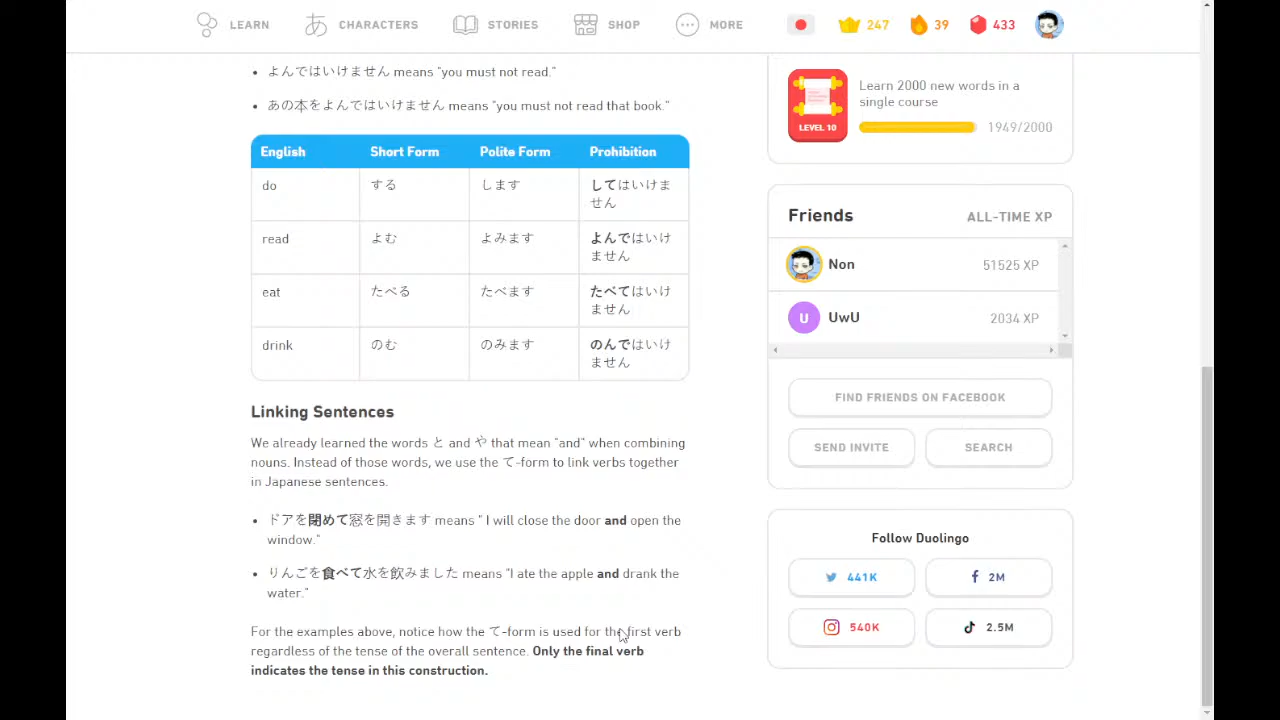 LEARN
CHARACTERS
STORIES
SHOP
MORE
247
39
433
よんではいけません means "you must not read."
あの本をよんではいけません means "you must not read that book."
English Short Form Polite Form Prohibition
do する します してはいけま
せん
read よむ よみます よんではいけ
ません
eat たべる たべます たべてはいけ
ません
drink のむ のみます のんではいけ
ません
Linking Sentences
We already learned the words と and や that mean "and" when combining
nouns. Instead of those words, we use the て-form to link verbs together
in Japanese sentences.
ドアを閉めて窓を開きます means " I will close the door and open the
window."
りんごを食べて水を飲みました means "I ate the apple and drank the
water."
For the examples above, notice how the て-form is used for the first verb
regardless of the tense of the overall sentence. Only the final verb
indicates the tense in this construction.
LEVEL 10
Learn 2000 new words in a
single course
1949/2000
Friends ALL-TIME XP
Non 51525 XP
U UwU 2034 XP
FIND FRIENDS ON FACEBOOK
SEND INVITE SEARCH
Follow Duolingo
441K 2M
540K 2.5M